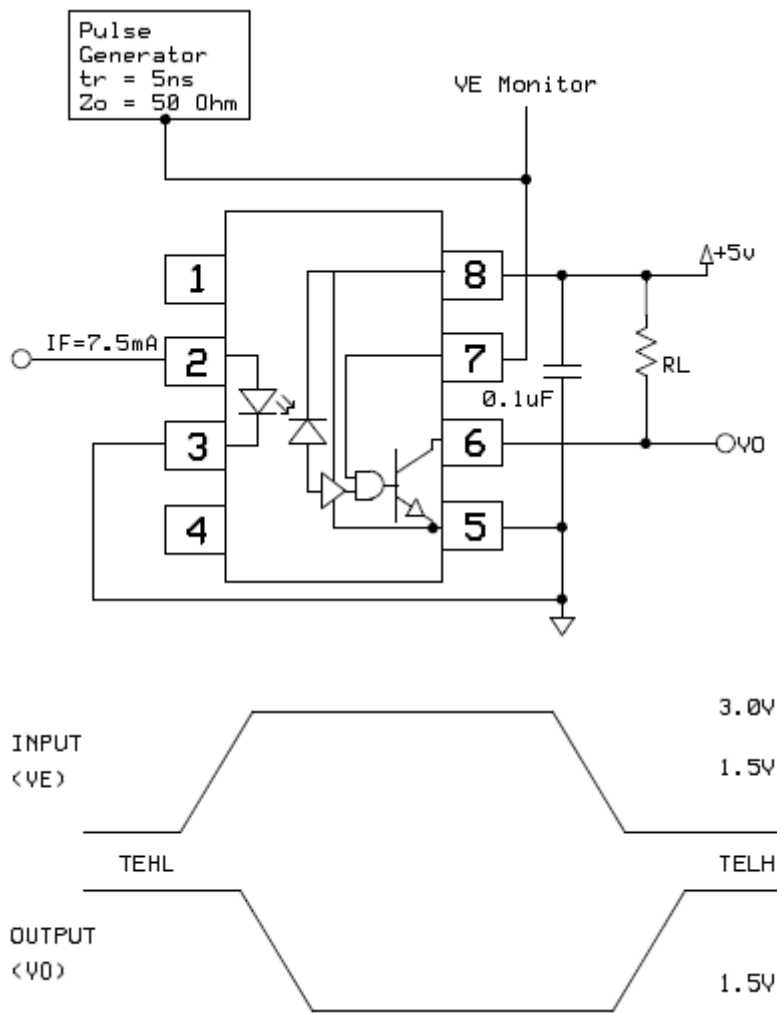 Pulse
Generator
tr = 5ns
Zo = 50 Ohm
VE Monitor
1
8
+5v
IF=7.5mA
2
7
RL
0.1uF
3
6
VO
4
5
3.0V
INPUT
1.5V
(VE)
TEHL
TELH
OUTPUT
(VO)
1.5V